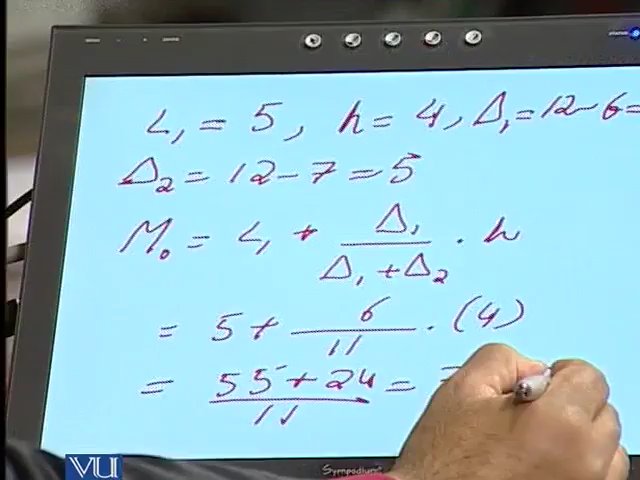 L₁ = 5, h = 4, Δ₁ = 12 - 6 =
Δ₂ = 12 - 7 = 5
M₀ = L₁ + Δ₁ / (Δ₁ + Δ₂) · h
= 5 + 6/11 · (4)
= (55 + 24)/11 =
VU
Sympodium